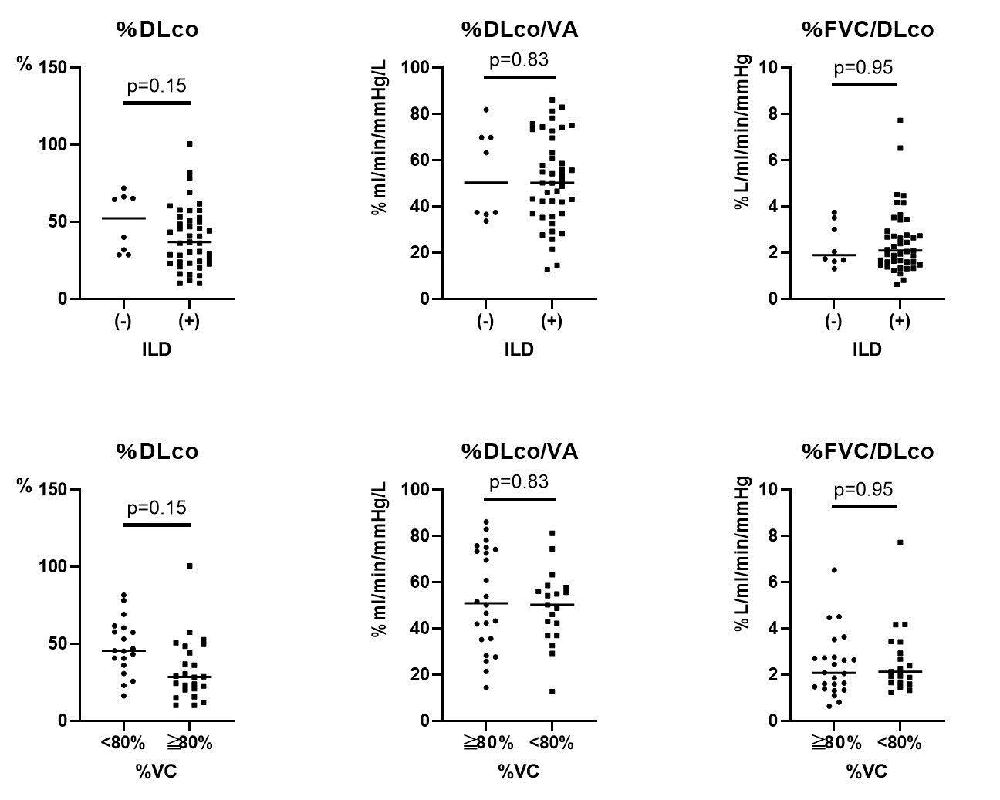 %DLco
%
150
p=0.15
100
50
0
(-)
(+)
ILD
%DLco/VA
%ml/min/mmHg/L
100
p=0.83
80
60
40
20
0
(-)
(+)
ILD
%FVC/DLco
%L/ml/min/mmHg
10
p=0.95
8
6
4
2
0
(-)
(+)
ILD
%DLco
%
150
p=0.15
100
50
0
<80%
≧80%
%VC
%DLco/VA
%ml/min/mmHg/L
100
p=0.83
80
60
40
20
0
≧80%
<80%
%VC
%FVC/DLco
%L/ml/min/mmHg
10
p=0.95
8
6
4
2
0
≧80%
<80%
%VC